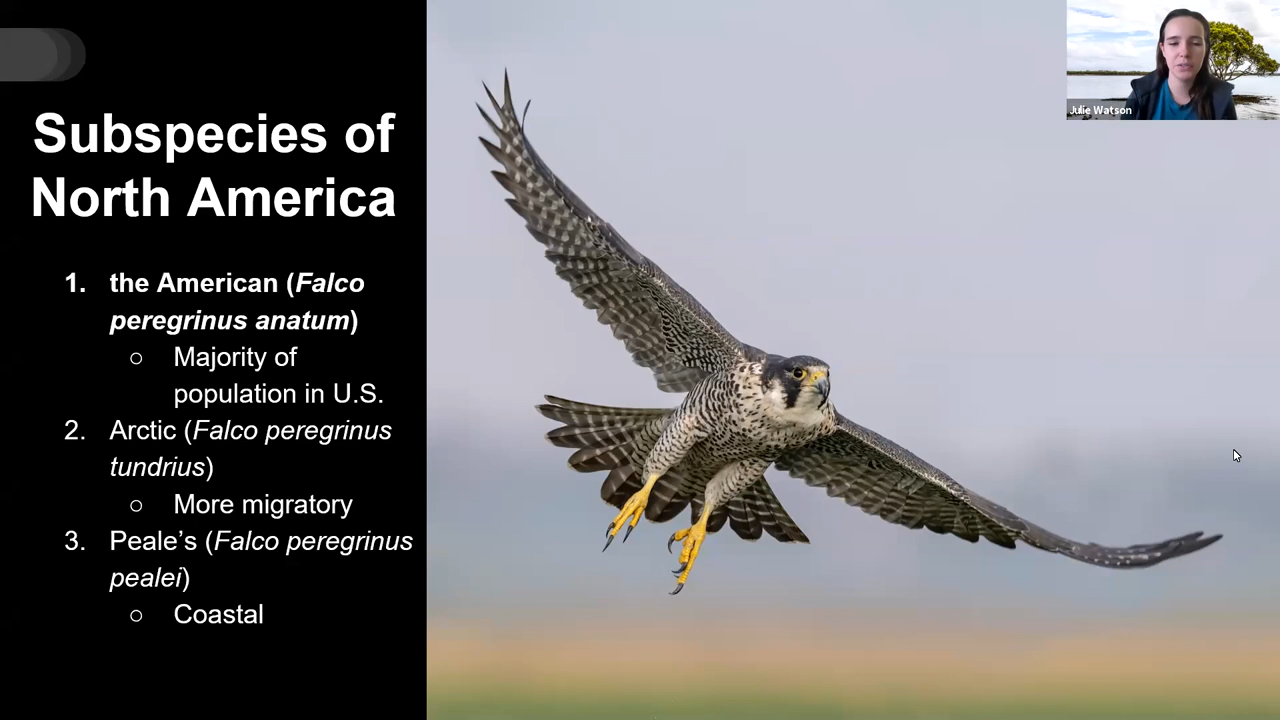 Subspecies of
North America
1. the American (Falco
peregrinus anatum)
○ Majority of
population in U.S.
2. Arctic (Falco peregrinus
tundrius)
○ More migratory
3. Peale’s (Falco peregrinus
pealei)
○ Coastal
Julie Watson